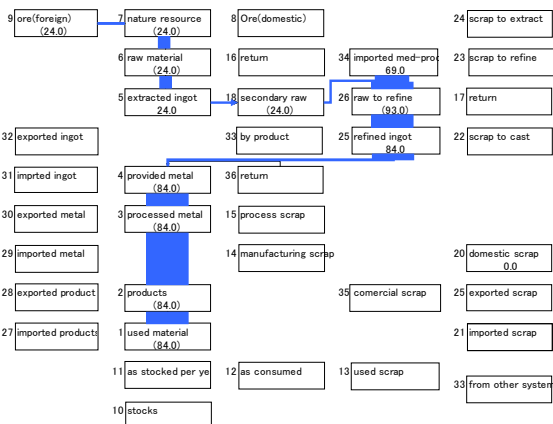 9 ore(foreign)
(24.0)
7 nature resource
(24.0)
8 Ore(domestic)
24 scrap to extract
6 raw material
(24.0)
16 return
34 imported med-proc
69.0
23 scrap to refine
5 extracted ingot
24.0
18 secondary raw
(24.0)
26 raw to refine
(93.0)
17 return
32 exported ingot
33 by product
25 refined ingot
84.0
22 scrap to cast
31 imprted ingot
4 provided metal
(84.0)
36 return
30 exported metal
3 processed metal
(84.0)
15 process scrap
29 imported metal
14 manufacturing scrap
20 domestic scrap
0.0
28 exported product
2 products
(84.0)
35 comercial scrap
25 exported scrap
27 imported products
1 used material
(84.0)
21 imported scrap
11 as stocked per ye
12 as consumed
13 used scrap
33 from other system
10 stocks